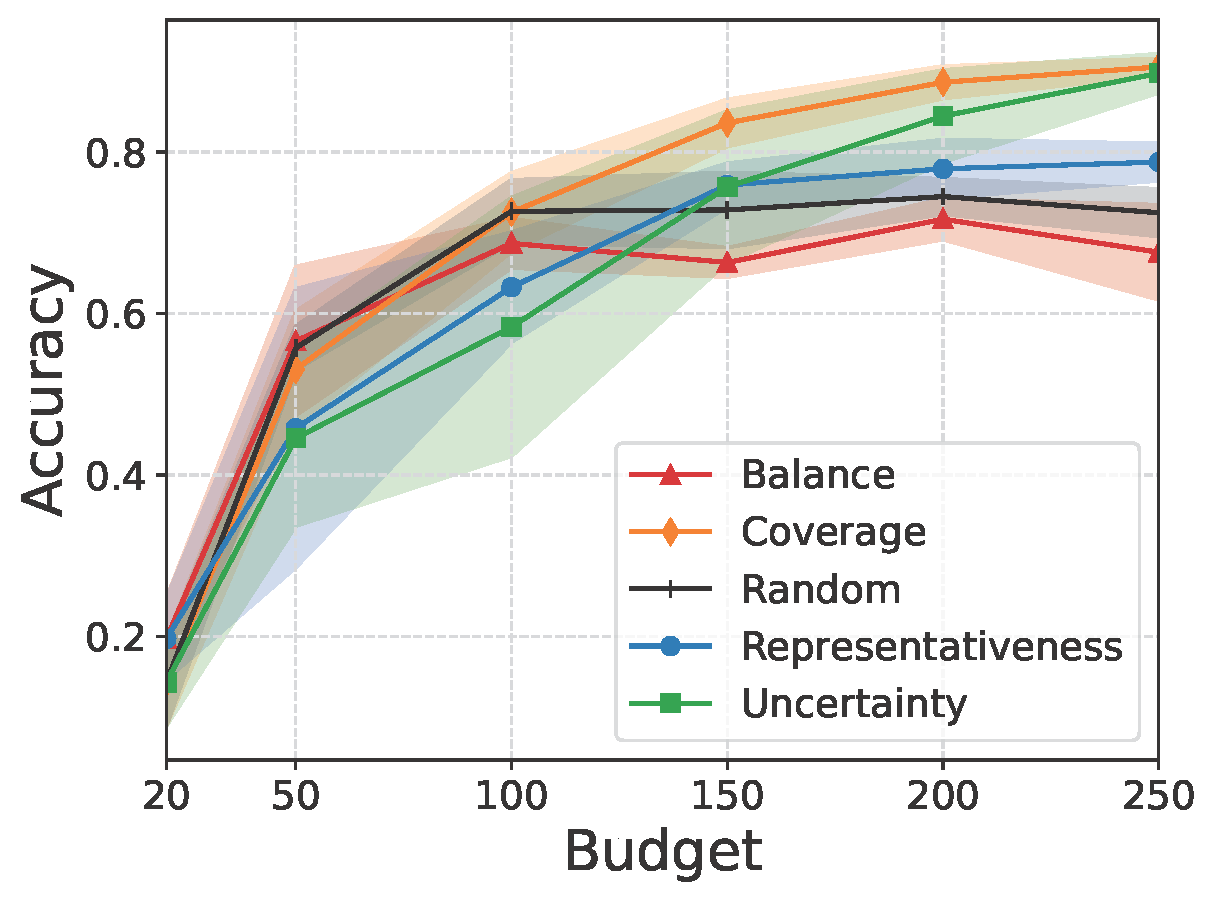 Accuracy
0.8
0.6
0.4
0.2
Balance
Coverage
Random
Representativeness
Uncertainty
20 50 100 150 200 250
Budget